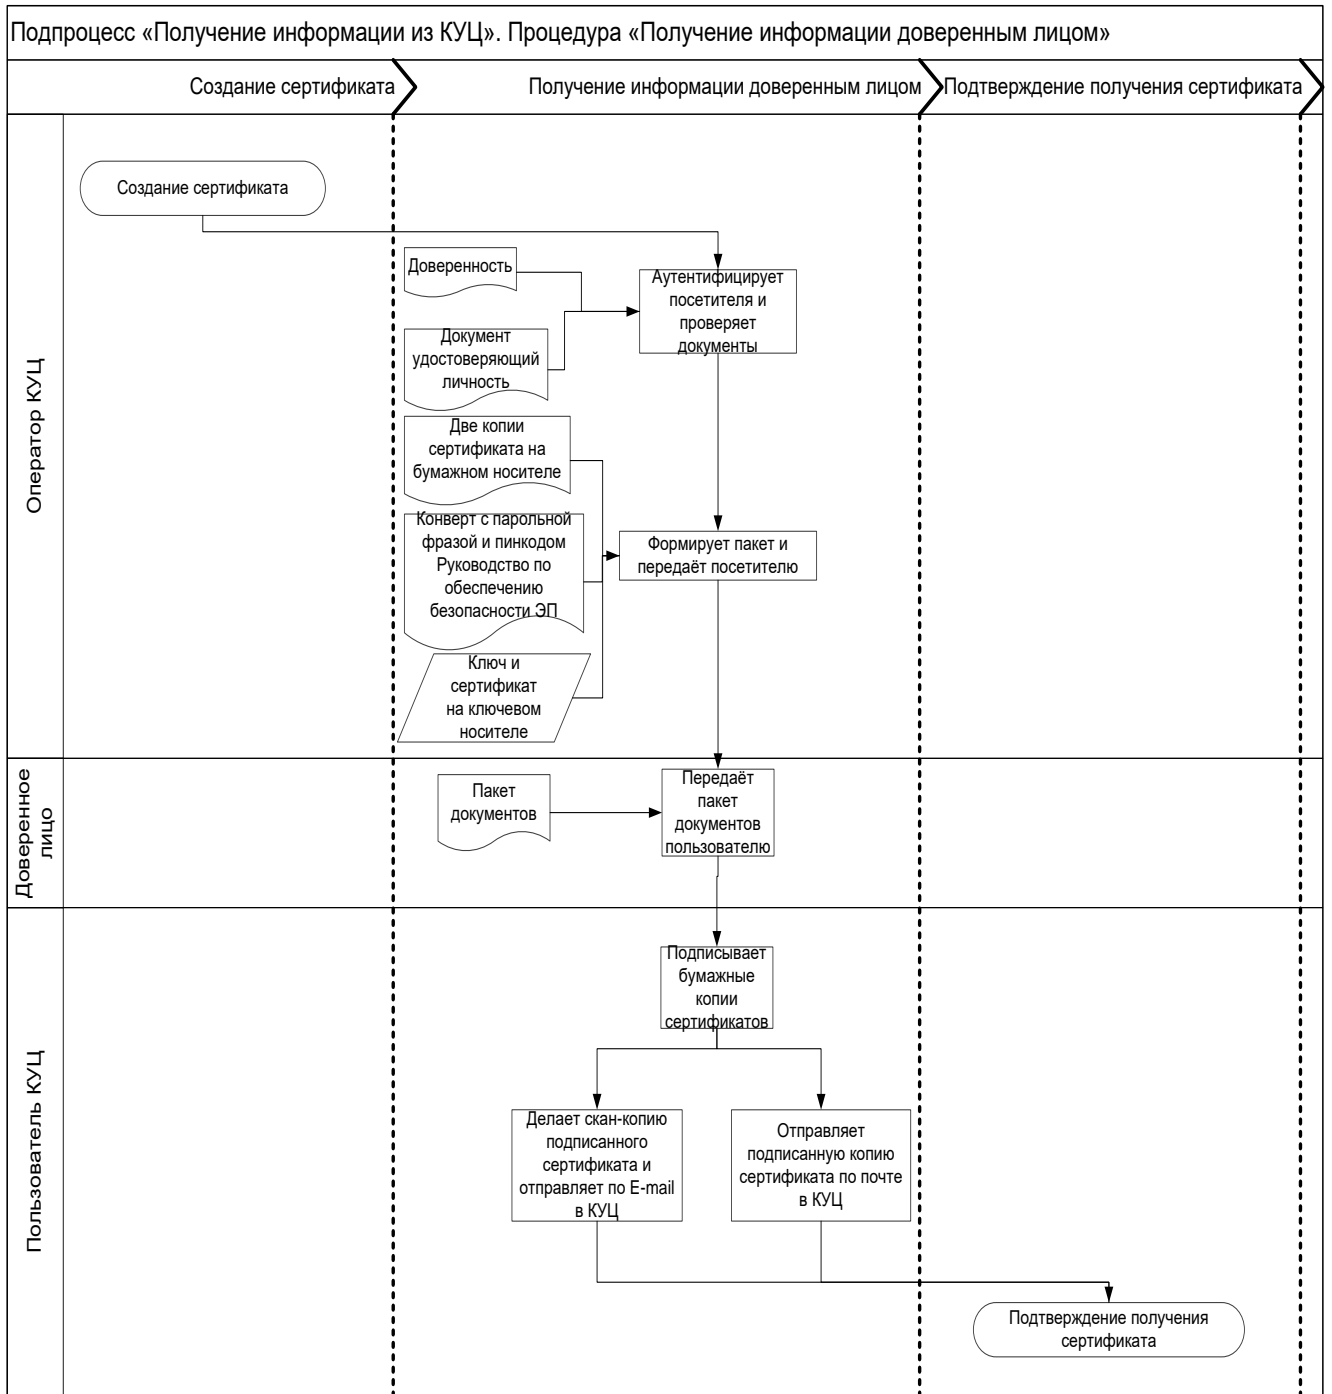 Подпроцесс «Получение информации из КУЦ». Процедура «Получение информации доверенным лицом»
Создание сертификата
Получение информации доверенным лицом
Подтверждение получения сертификата
Оператор КУЦ
Создание сертификата
Доверенность
Аутентифицирует
посетителя и
проверяет
документы
Документ
удостоверяющий
личность
Две копии
сертификата на
бумажном носителе
Конверт с парольной
фразой и пинкодом
Руководство по
обеспечению
безопасности ЭП
Формирует пакет и
передаёт посетителю
Ключ и
сертификат
на ключевом
носителе
Доверенное
лицо
Пакет
документов
Передаёт
пакет
документов
пользователю
Пользователь КУЦ
Подписывает
бумажные
копии
сертификатов
Делает скан-копию
подписанного
сертификата и
отправляет по E-mail
в КУЦ
Отправляет
подписанную копию
сертификата по почте
в КУЦ
Подтверждение получения
сертификата